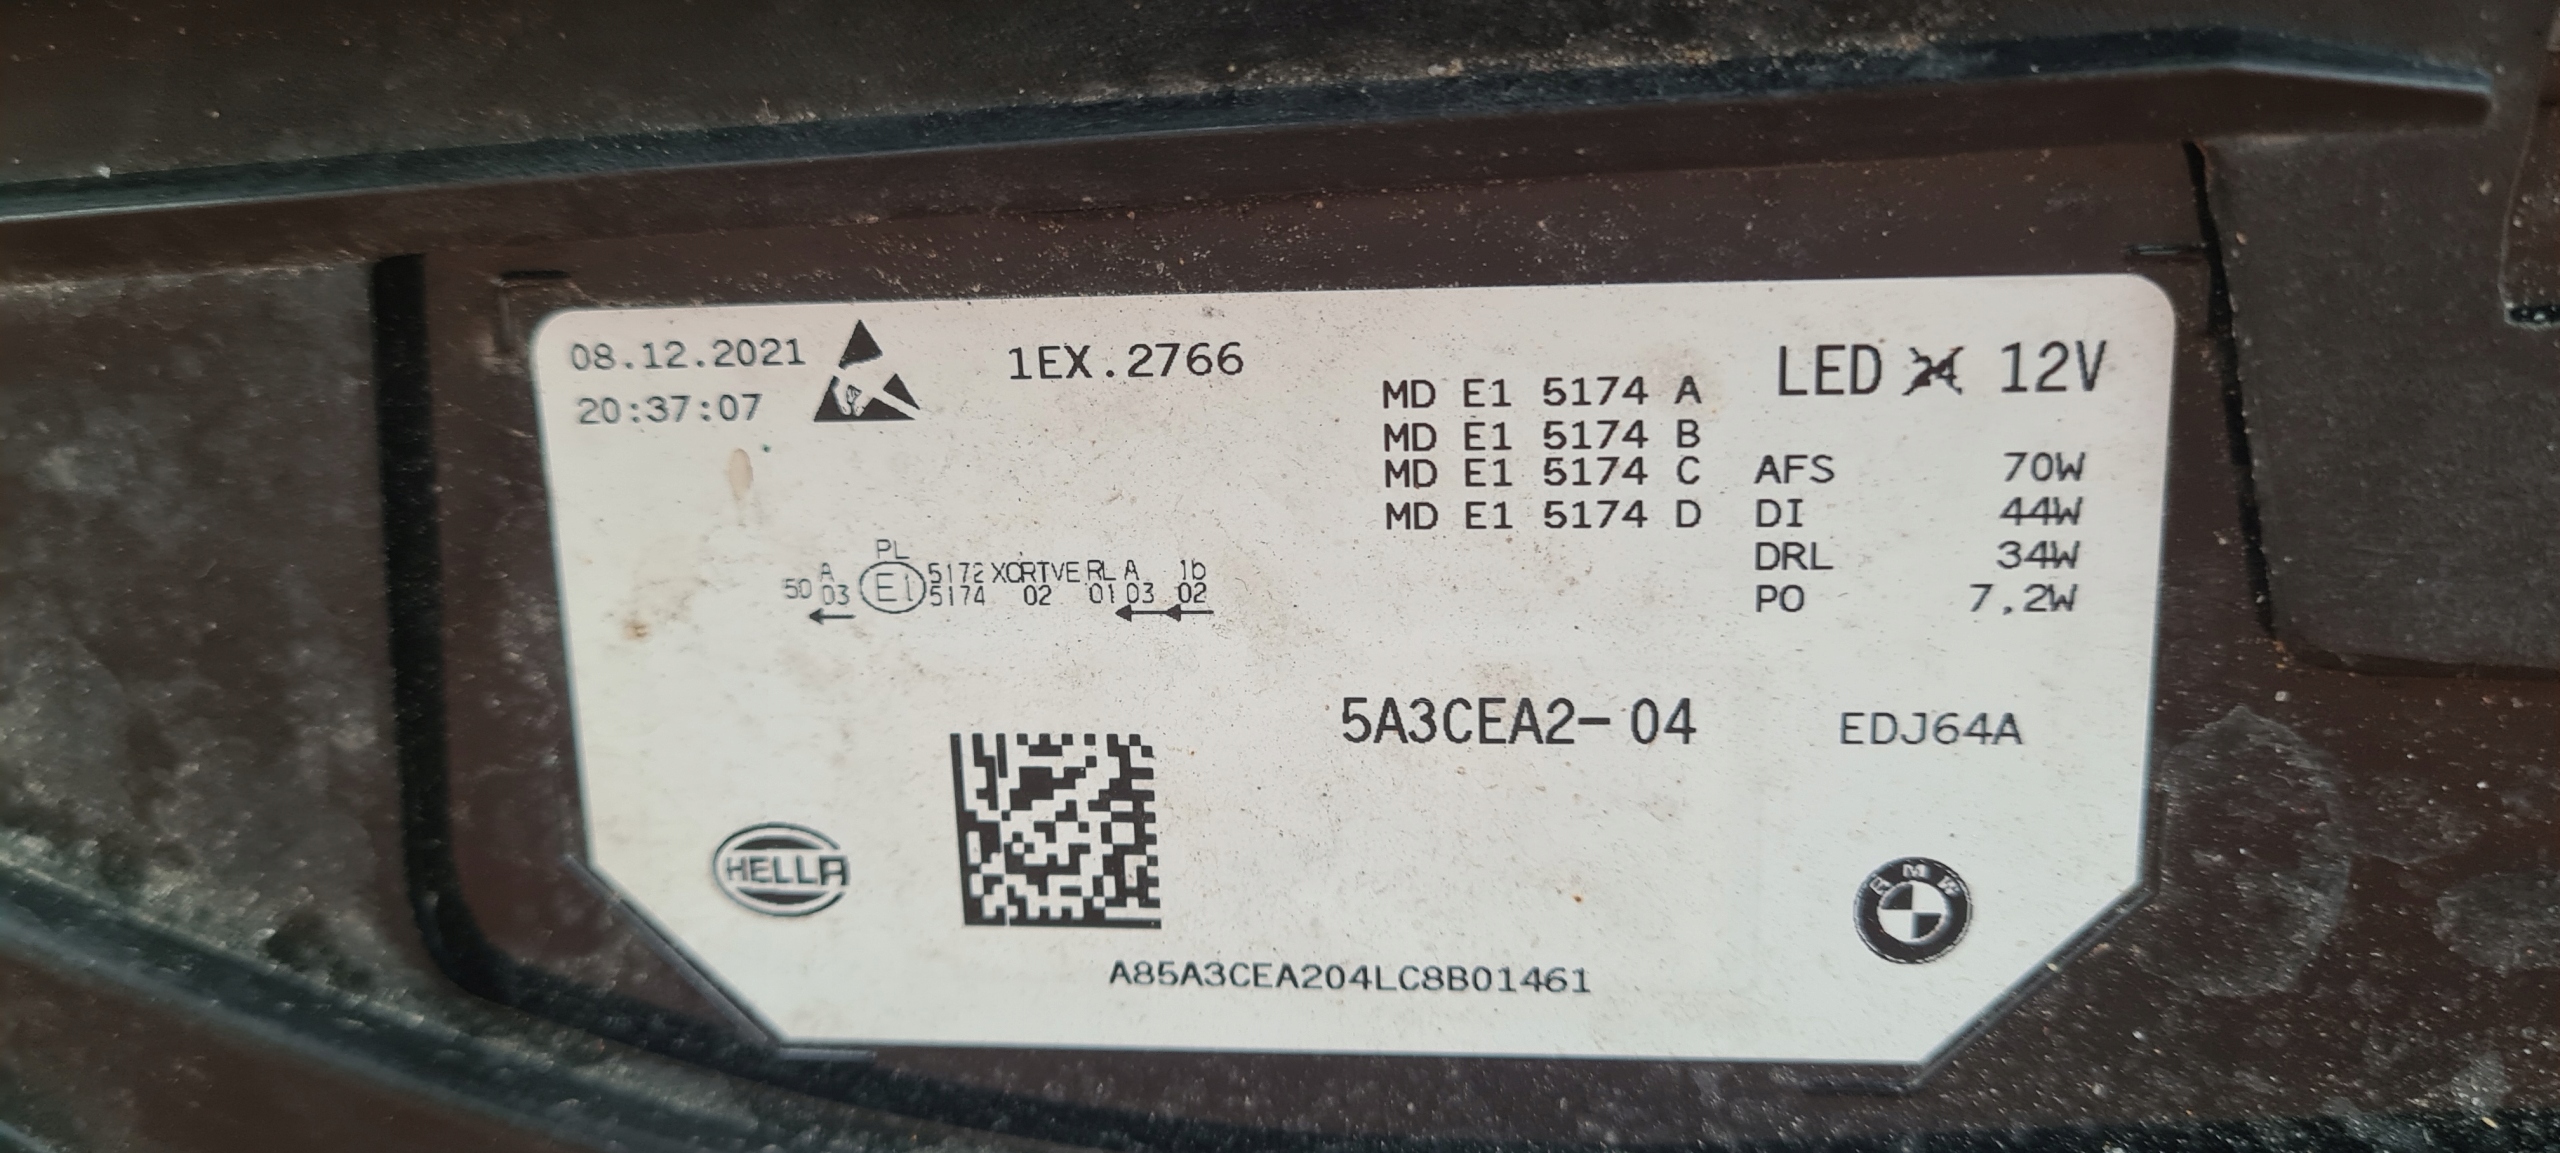 08.12.2021
20:37:07
1EX.2766
MD E1 5174 A
MD E1 5174 B
MD E1 5174 C
MD E1 5174 D
LED 24 12V
AFS 70W
DI 44W
DRL 34W
PO 7,2W
PL
50 A E1 5172 XCRTVE RL A 1b
03 5174 02 01 03 02
5A3CEA2-04
EDJ64A
HELLA
BMW
A85A3CEA204LC8B01461